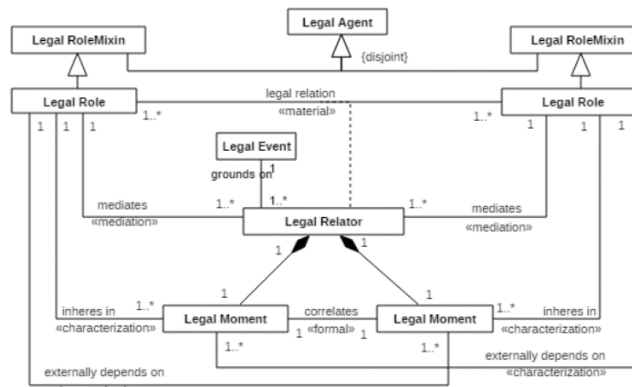 Legal Agent
Legal RoleMixin
Legal RoleMixin
{disjoint}
Legal Role
legal relation
Legal Role
«material»
1 1 1
1..*
1..*
1 1 1
Legal Event
1
grounds on
1..*
mediates
«mediation»
1..*
Legal Relator
1..*
mediates
«mediation»
1
1
1
1
inheres in
«characterization»
1..*
Legal Moment
correlates
«formal»
1
1
Legal Moment
1..*
inheres in
«characterization»
1..*
1..*
externally depends on
«characterization»
externally depends on